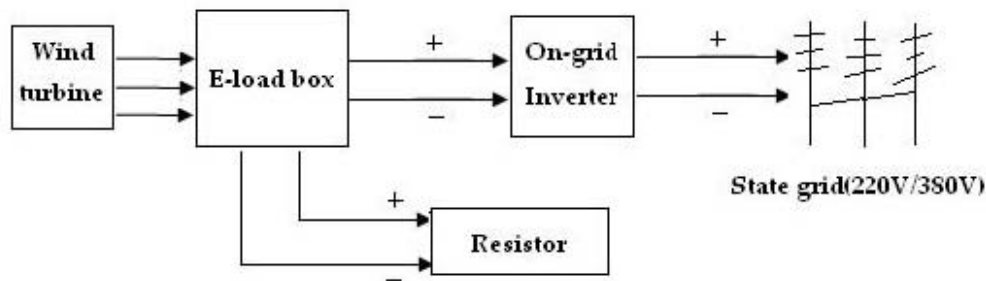 Wind
turbine
E-load box
+
−
On-grid
Inverter
+
−
State grid(220V/380V)
+
−
Resistor